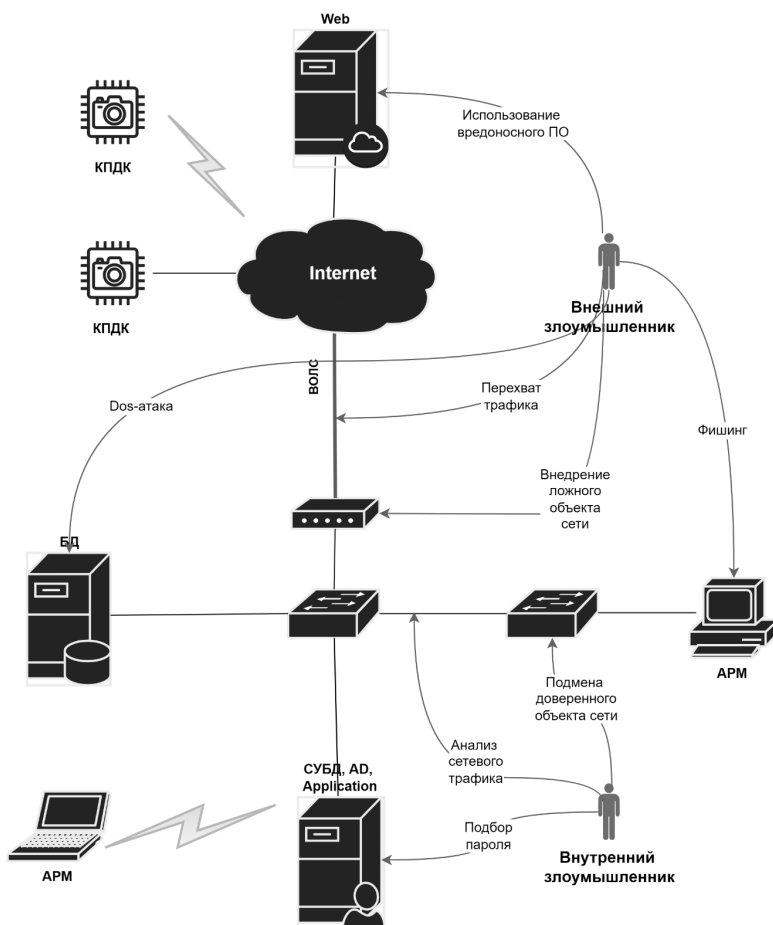 Web
Использование
вредоносного ПО
КПДК
Internet
КПДК
Внешний
злоумышленник
ВОЛС
Перехват
трафика
Dos-атака
Фишинг
Внедрение
ложного
объекта
сети
БД
АРМ
Подмена
доверенного
объекта сети
Анализ
сетевого
трафика
СУБД, AD,
Application
Подбор
пароля
Внутренний
злоумышленник
АРМ